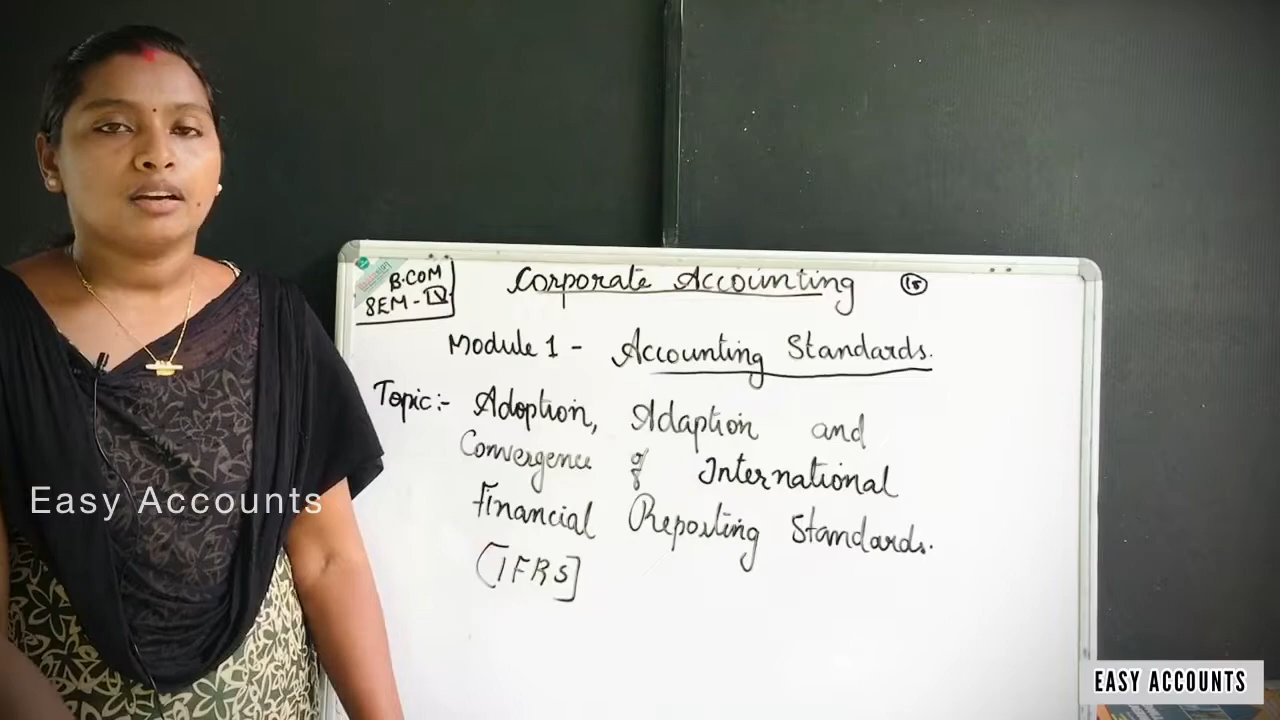 B.COM
SEM - IV
Corporate Accounting
15
Module 1 - Accounting Standards.
Topic:- Adoption, Adaption and
Convergence of International
Financial Reporting Standards.
[IFRS]
Easy Accounts
EASY ACCOUNTS